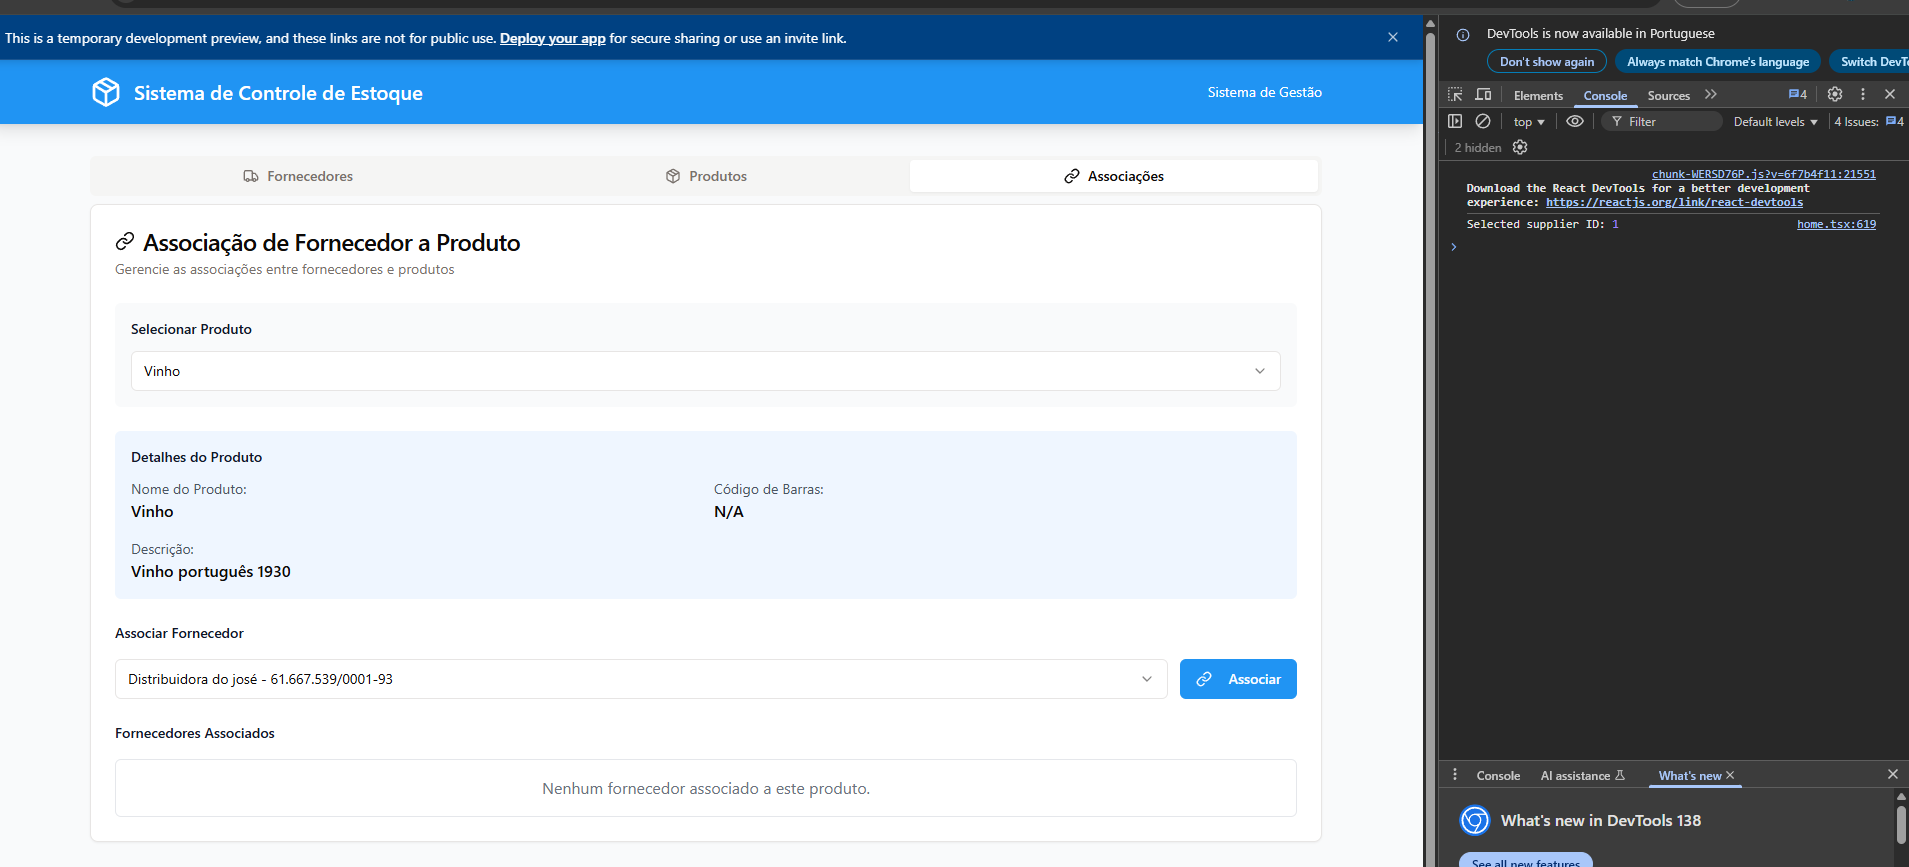 This is a temporary development preview, and these links are not for public use. Deploy your app for secure sharing or use an invite link.
Sistema de Controle de Estoque
Sistema de Gestão
Fornecedores
Produtos
Associações
Associação de Fornecedor a Produto
Gerencie as associações entre fornecedores e produtos
Selecionar Produto
Vinho
Detalhes do Produto
Nome do Produto:
Código de Barras:
Vinho
N/A
Descrição:
Vinho português 1930
Associar Fornecedor
Distribuidora do josé - 61.667.539/0001-93
Associar
Fornecedores Associados
Nenhum fornecedor associado a este produto.
DevTools is now available in Portuguese
Don't show again
Always match Chrome's language
Switch DevT
Elements
Console
Sources
4
top
Filter
Default levels
4 Issues:
4
2 hidden
chunk-WERSD76P.js?v=6f7b4f11:21551
Download the React DevTools for a better development
experience: https://reactjs.org/link/react-devtools
Selected supplier ID: 1
home.tsx:619
Console
AI assistance
What's new
What's new in DevTools 138
See all new features